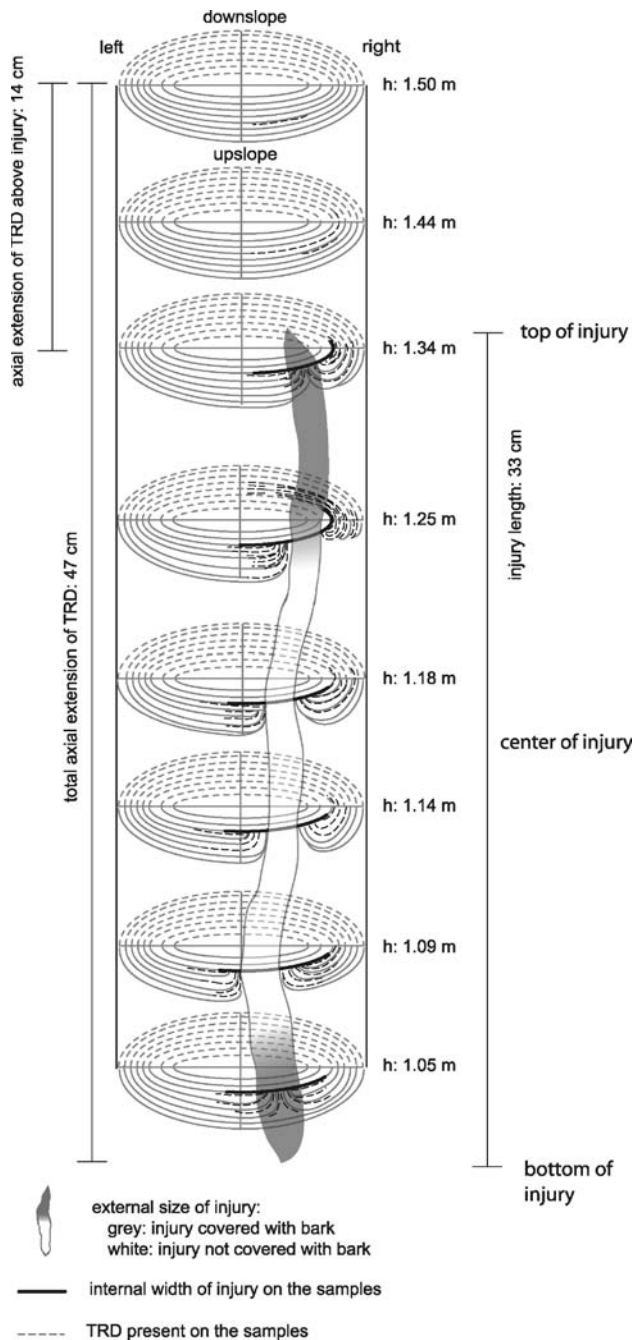 downslope
left
right
h: 1.50 m
axial extension of TRD above injury: 14 cm
upslope
h: 1.44 m
top of injury
h: 1.34 m
h: 1.25 m
injury length: 33 cm
total axial extension of TRD: 47 cm
h: 1.18 m
center of injury
h: 1.14 m
h: 1.09 m
h: 1.05 m
bottom of
injury
external size of injury:
grey: injury covered with bark
white: injury not covered with bark
internal width of injury on the samples
TRD present on the samples